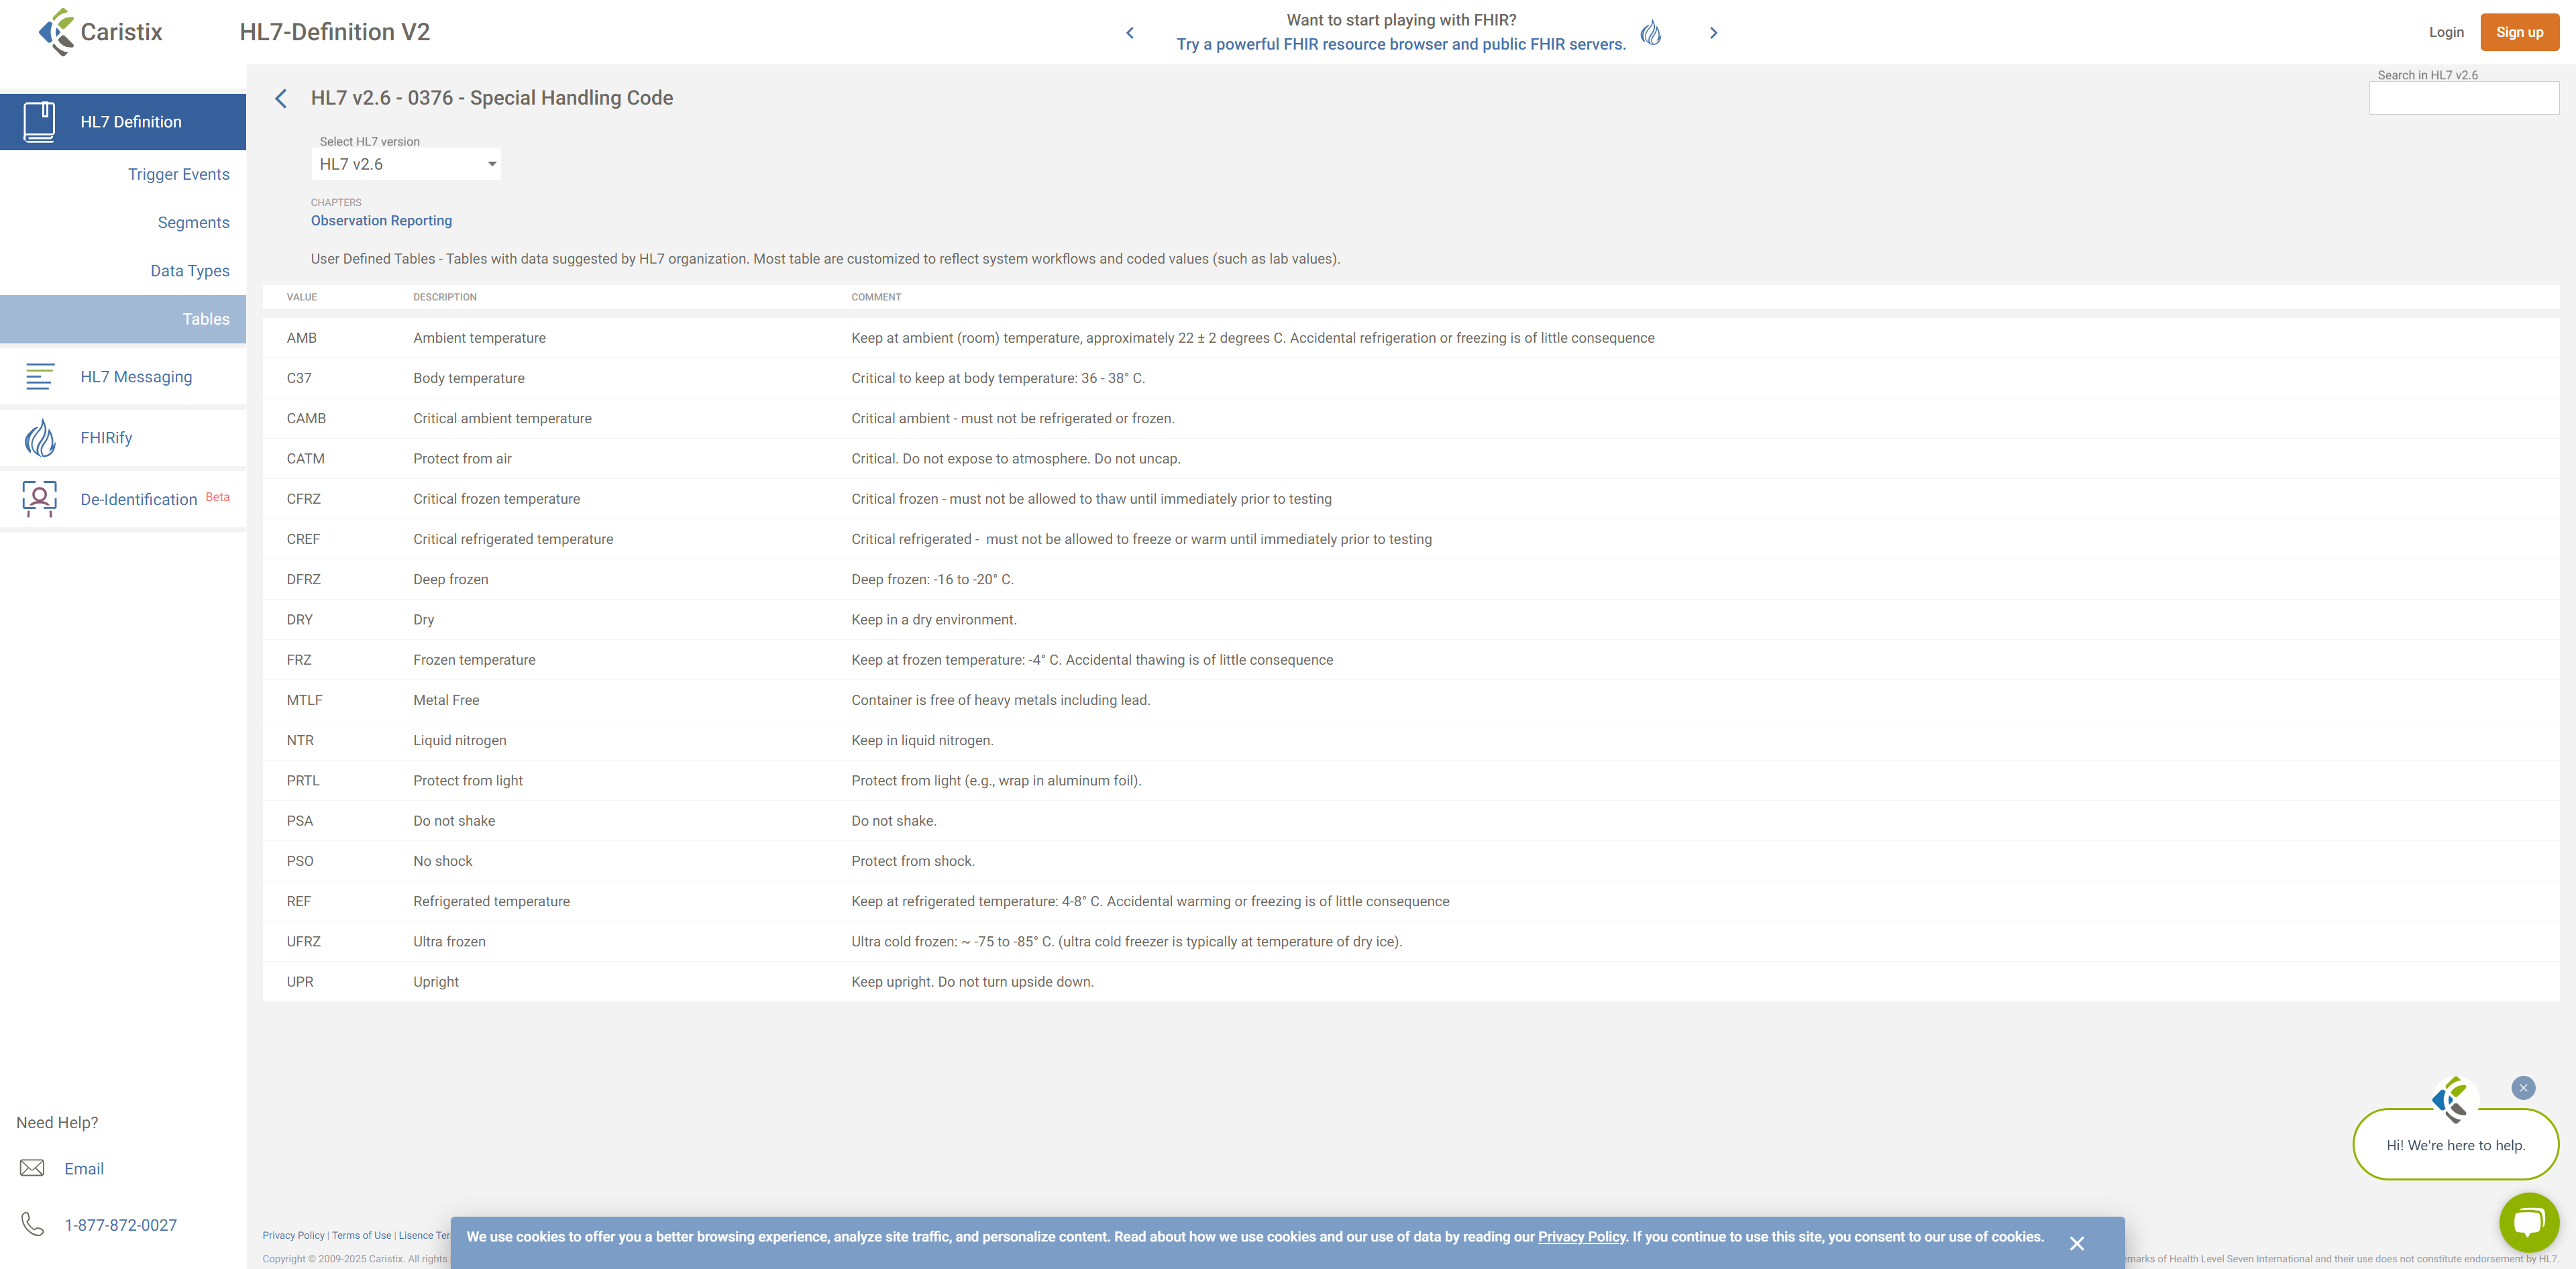 Caristix
HL7-Definition V2
Want to start playing with FHIR?
Try a powerful FHIR resource browser and public FHIR servers.
Login
Sign up
HL7 Definition
Trigger Events
Segments
Data Types
Tables
HL7 Messaging
FHIRify
De-Identification Beta
Need Help?
Email
1-877-872-0027
HL7 v2.6 - 0376 - Special Handling Code
Search in HL7 v2.6
Select HL7 version
HL7 v2.6
CHAPTERS
Observation Reporting
User Defined Tables - Tables with data suggested by HL7 organization. Most table are customized to reflect system workflows and coded values (such as lab values).
VALUE DESCRIPTION COMMENT
AMB Ambient temperature Keep at ambient (room) temperature, approximately 22 ± 2 degrees C. Accidental refrigeration or freezing is of little consequence
C37 Body temperature Critical to keep at body temperature: 36 - 38° C.
CAMB Critical ambient temperature Critical ambient - must not be refrigerated or frozen.
CATM Protect from air Critical. Do not expose to atmosphere. Do not uncap.
CFRZ Critical frozen temperature Critical frozen - must not be allowed to thaw until immediately prior to testing
CREF Critical refrigerated temperature Critical refrigerated - must not be allowed to freeze or warm until immediately prior to testing
DFRZ Deep frozen Deep frozen: -16 to -20° C.
DRY Dry Keep in a dry environment.
FRZ Frozen temperature Keep at frozen temperature: -4° C. Accidental thawing is of little consequence
MTLF Metal Free Container is free of heavy metals including lead.
NTR Liquid nitrogen Keep in liquid nitrogen.
PRTL Protect from light Protect from light (e.g., wrap in aluminum foil).
PSA Do not shake Do not shake.
PSO No shock Protect from shock.
REF Refrigerated temperature Keep at refrigerated temperature: 4-8° C. Accidental warming or freezing is of little consequence
UFRZ Ultra frozen Ultra cold frozen: ~ -75 to -85° C. (ultra cold freezer is typically at temperature of dry ice).
UPR Upright Keep upright. Do not turn upside down.
Hi! We're here to help.
Privacy Policy | Terms of Use | Lisence Ter
We use cookies to offer you a better browsing experience, analyze site traffic, and personalize content. Read about how we use cookies and our use of data by reading our Privacy Policy. If you continue to use this site, you consent to our use of cookies.
Copyright © 2009-2025 Caristix. All rights
emarks of Health Level Seven International and their use does not constitute endorsement by HL7.